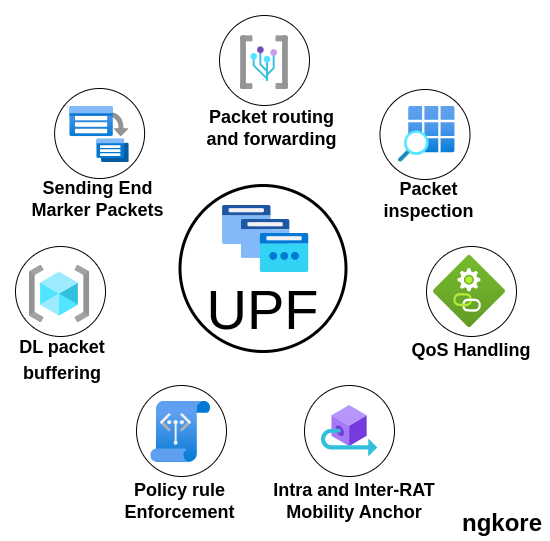 Packet routing
and forwarding
Sending End
Marker Packets
Packet
inspection
UPF
DL packet
buffering
QoS Handling
Policy rule
Enforcement
Intra and Inter-RAT
Mobility Anchor
ngkore